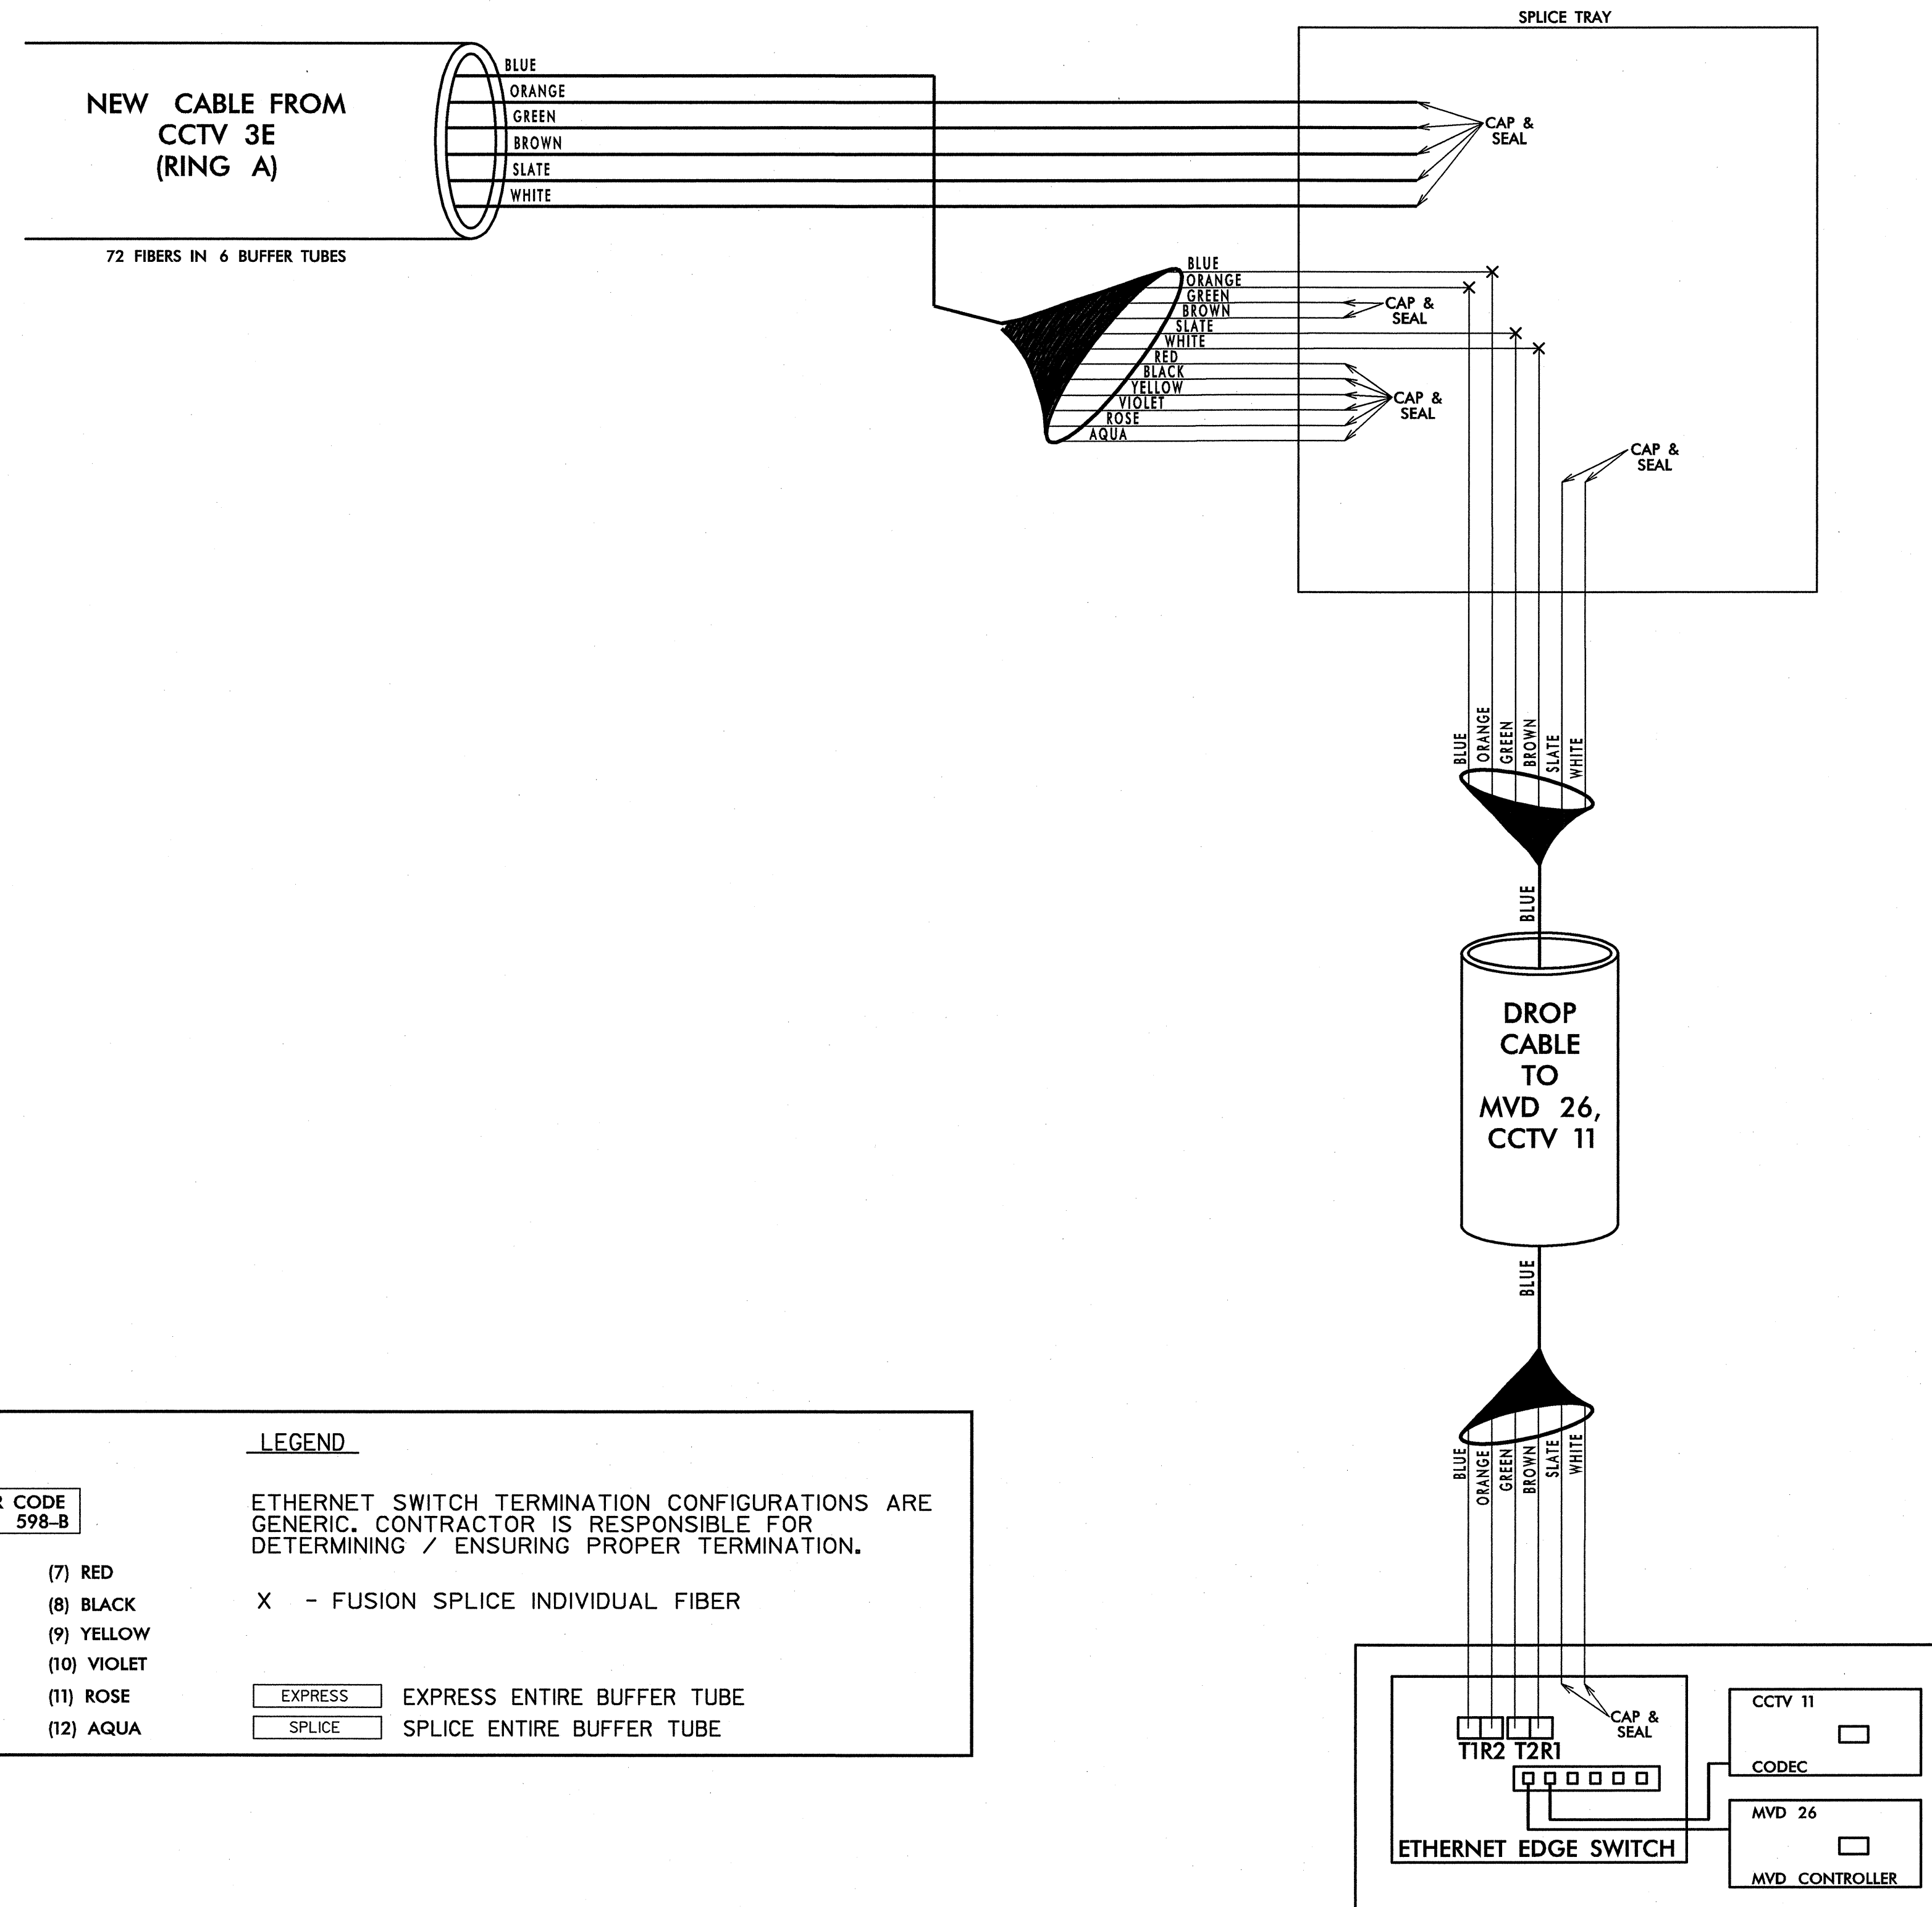 SPLICE TRAY
NEW CABLE FROM
CCTV 3E
(RING A)
72 FIBERS IN 6 BUFFER TUBES
BLUE
ORANGE
GREEN
BROWN
SLATE
WHITE
CAP &
SEAL
BLUE
ORANGE
GREEN
BROWN
SLATE
WHITE
RED
BLACK
YELLOW
VIOLET
ROSE
AQUA
CAP &
SEAL
CAP &
SEAL
CAP &
SEAL
BLUE
ORANGE
GREEN
BROWN
SLATE
WHITE
BLUE
DROP
CABLE
TO
MVD 26,
CCTV 11
BLUE
BLUE
ORANGE
GREEN
BROWN
SLATE
WHITE
CAP &
SEAL
T1R2 T2R1
ETHERNET EDGE SWITCH
CCTV 11
CODEC
MVD 26
MVD CONTROLLER
LEGEND
R CODE
598-B
(7) RED
(8) BLACK
(9) YELLOW
(10) VIOLET
(11) ROSE
(12) AQUA
ETHERNET SWITCH TERMINATION CONFIGURATIONS ARE
GENERIC. CONTRACTOR IS RESPONSIBLE FOR
DETERMINING / ENSURING PROPER TERMINATION.
X - FUSION SPLICE INDIVIDUAL FIBER
EXPRESS EXPRESS ENTIRE BUFFER TUBE
SPLICE SPLICE ENTIRE BUFFER TUBE